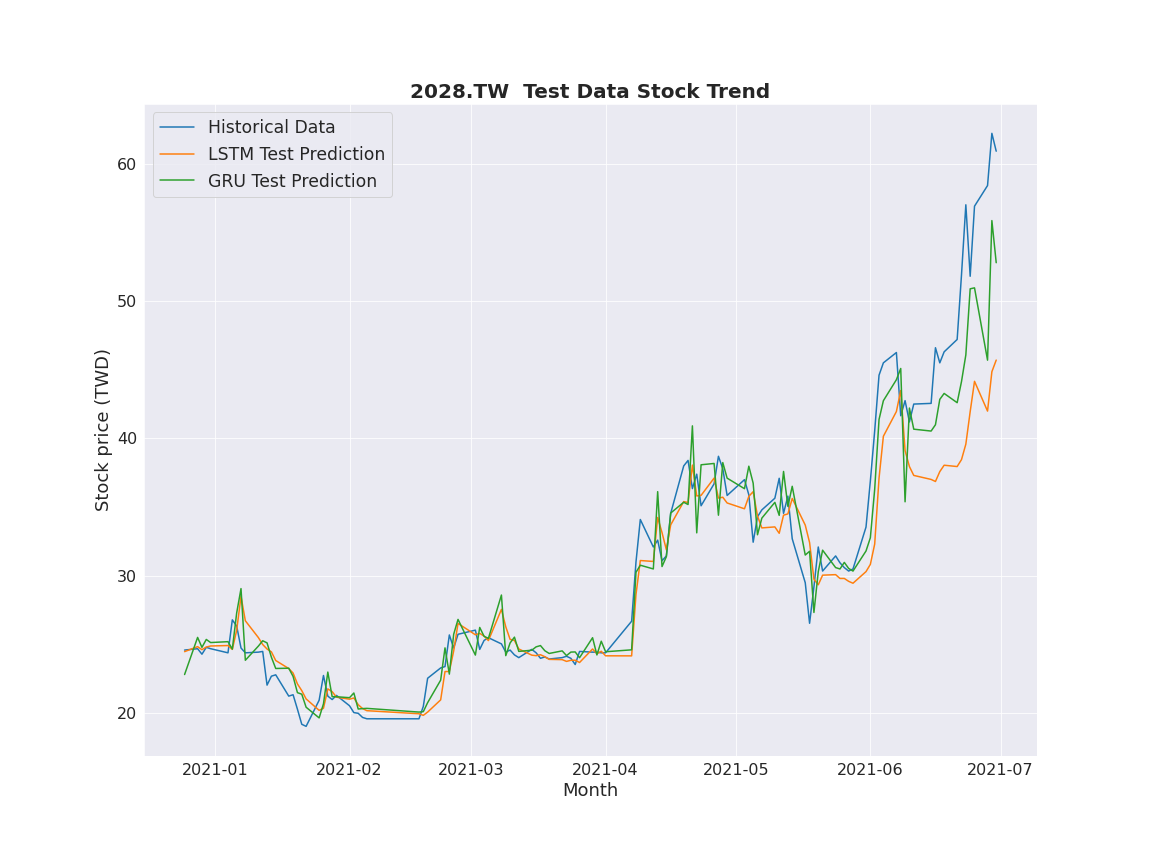 2028.TW  Test Data Stock Trend
Historical Data
LSTM Test Prediction
GRU Test Prediction
60
50
40
30
20
Stock price (TWD)
2021-01
2021-02
2021-03
2021-04
2021-05
2021-06
2021-07
Month